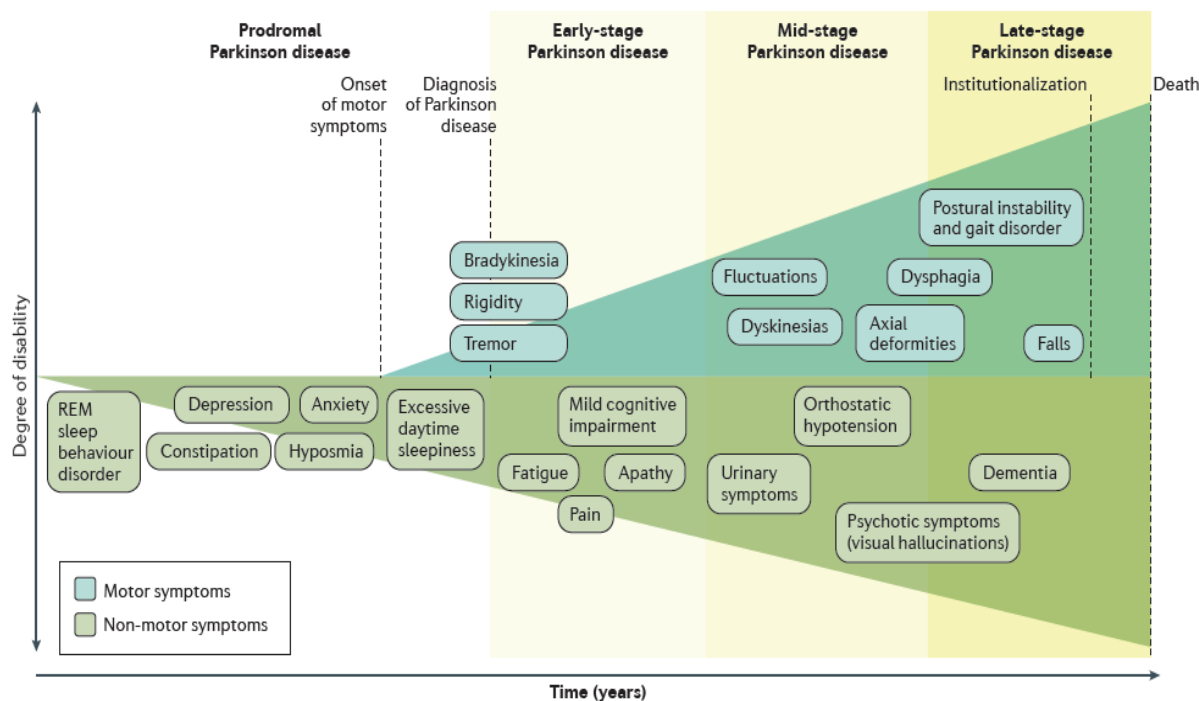 Prodromal
Parkinson disease
Early-stage
Parkinson disease
Mid-stage
Parkinson disease
Late-stage
Parkinson disease
Onset
of motor
symptoms
Diagnosis
of Parkinson
disease
Institutionalization
Death
Degree of disability
Postural instability
and gait disorder
Bradykinesia
Rigidity
Tremor
Fluctuations
Dysphagia
Dyskinesias
Axial
deformities
Falls
REM
sleep
behaviour
disorder
Depression
Anxiety
Constipation
Hyposmia
Excessive
daytime
sleepiness
Mild cognitive
impairment
Fatigue
Apathy
Pain
Orthostatic
hypotension
Urinary
symptoms
Dementia
Psychotic symptoms
(visual hallucinations)
Motor symptoms
Non-motor symptoms
Time (years)